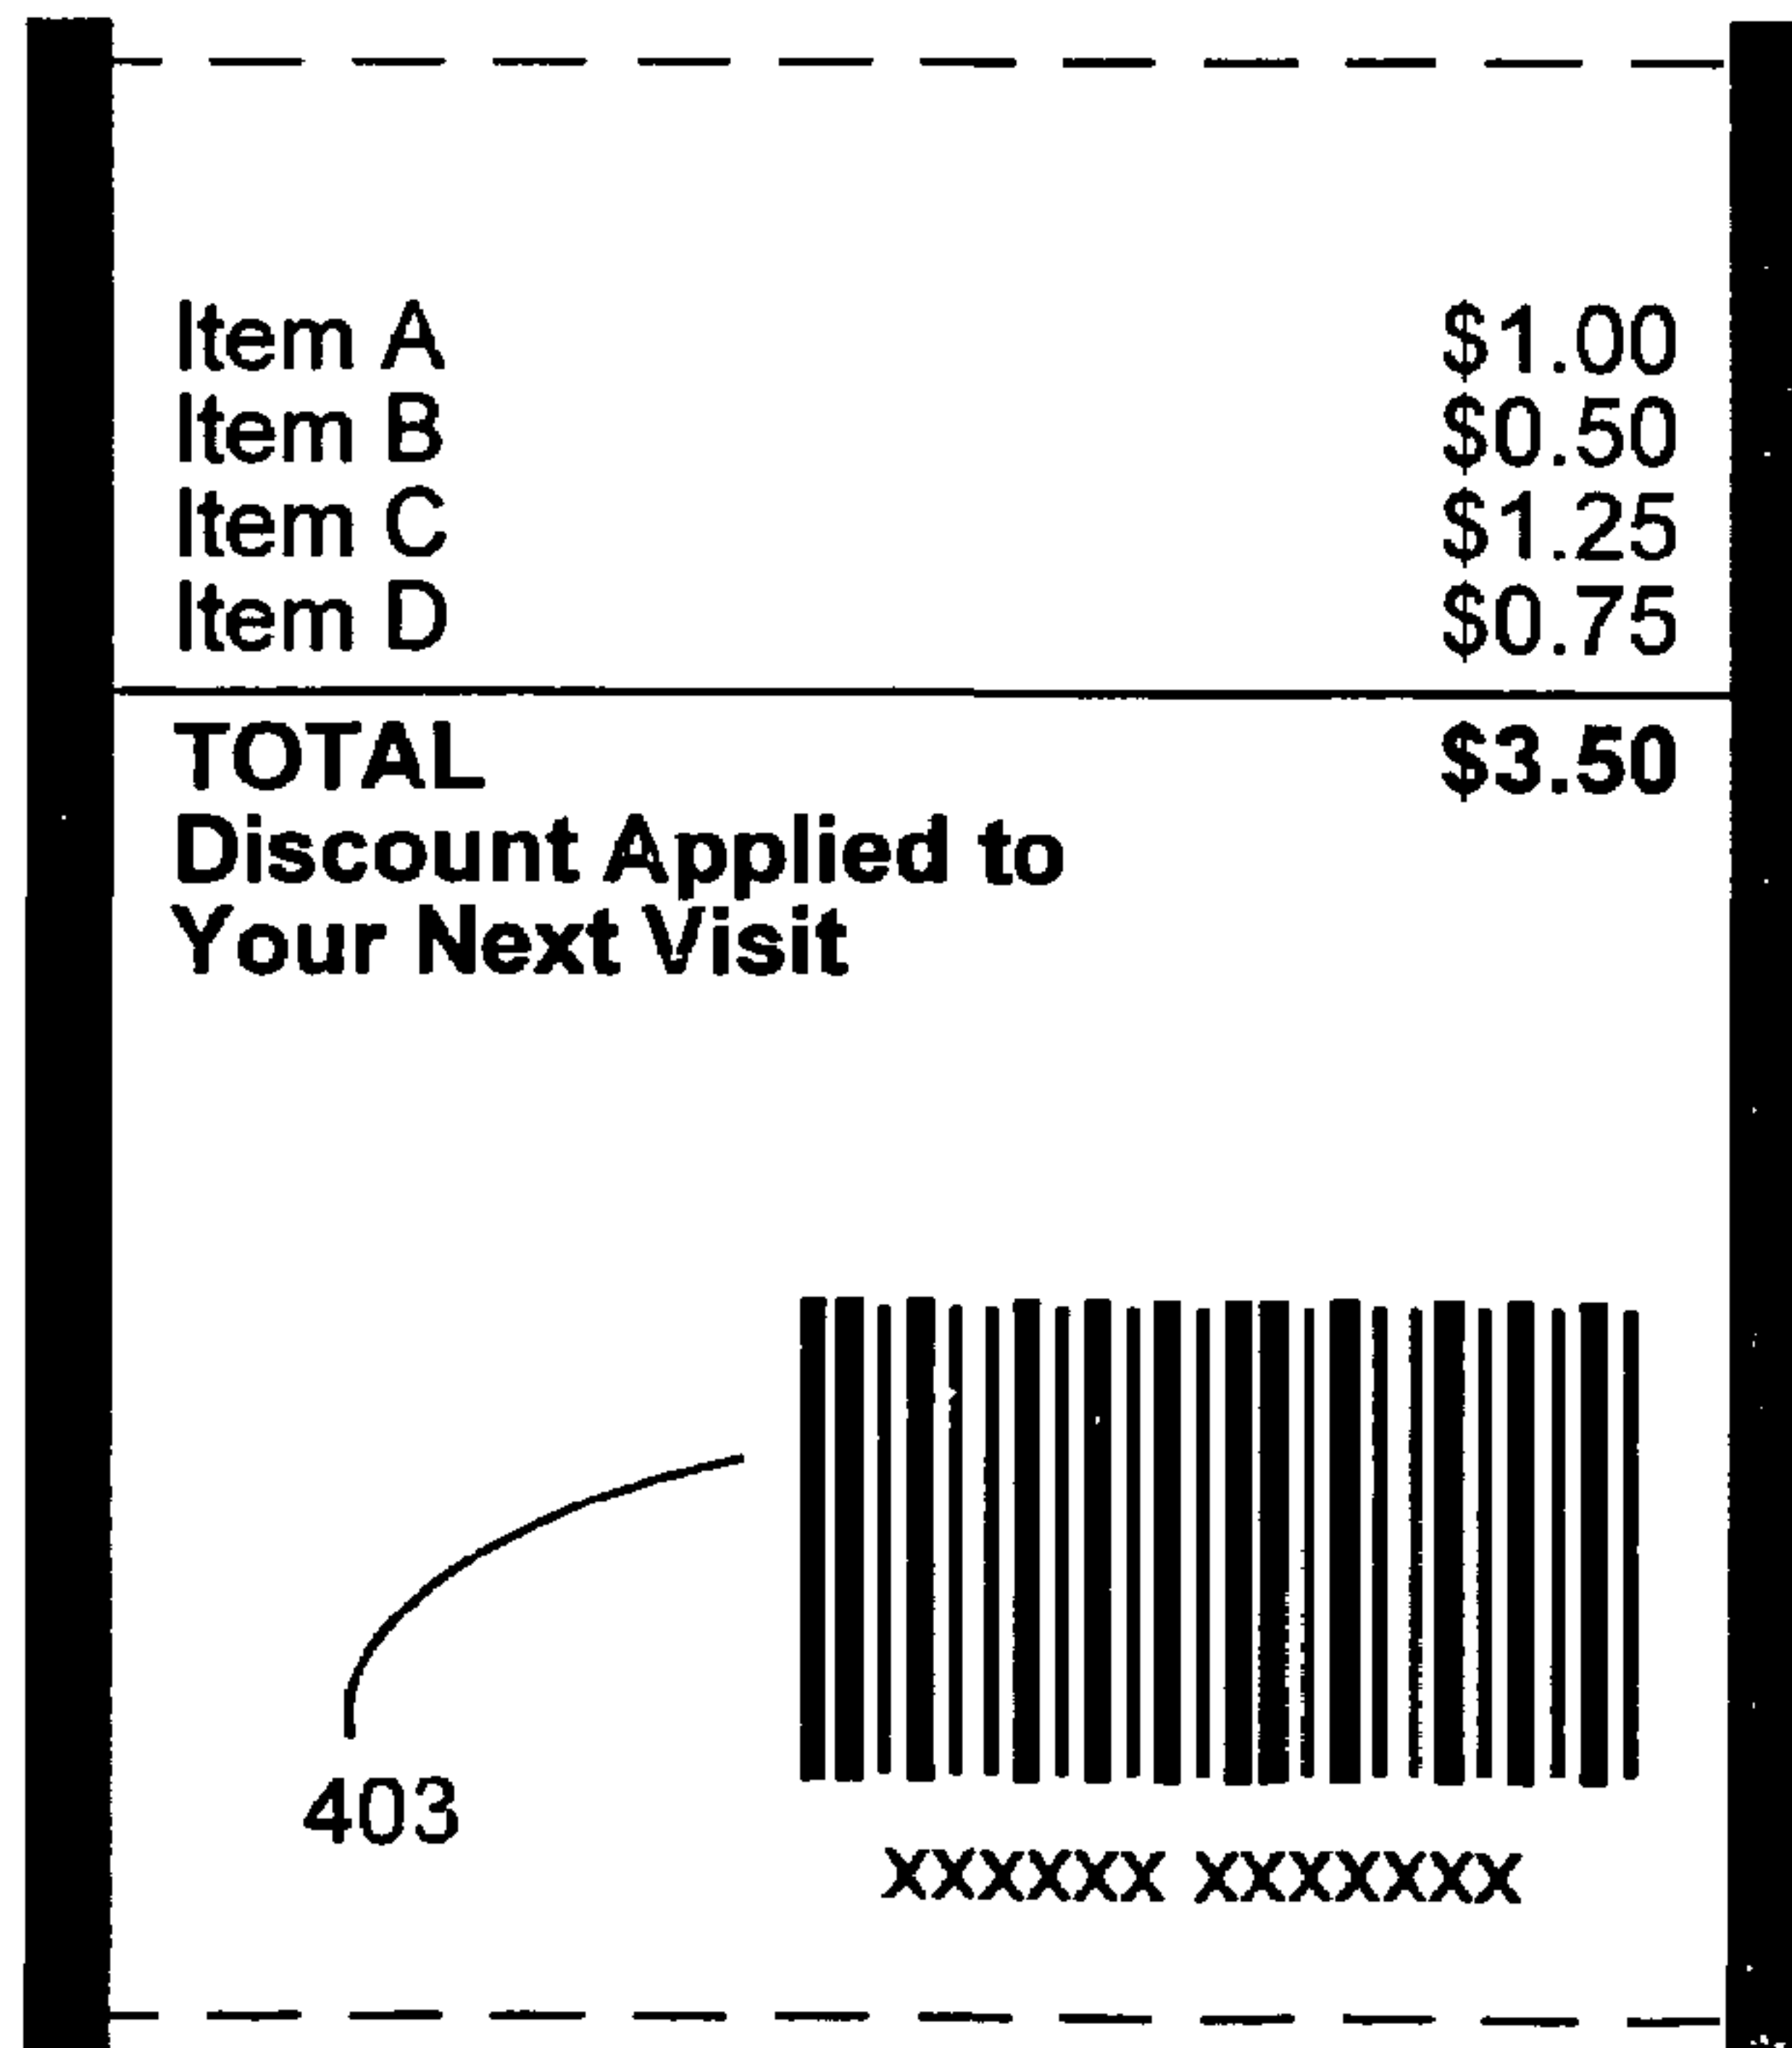 Item A $1.00
Item B $0.50
Item C $1.25
Item D $0.75
TOTAL $3.50
Discount Applied to
Your Next Visit
403
xxxxxx xxxxxxx